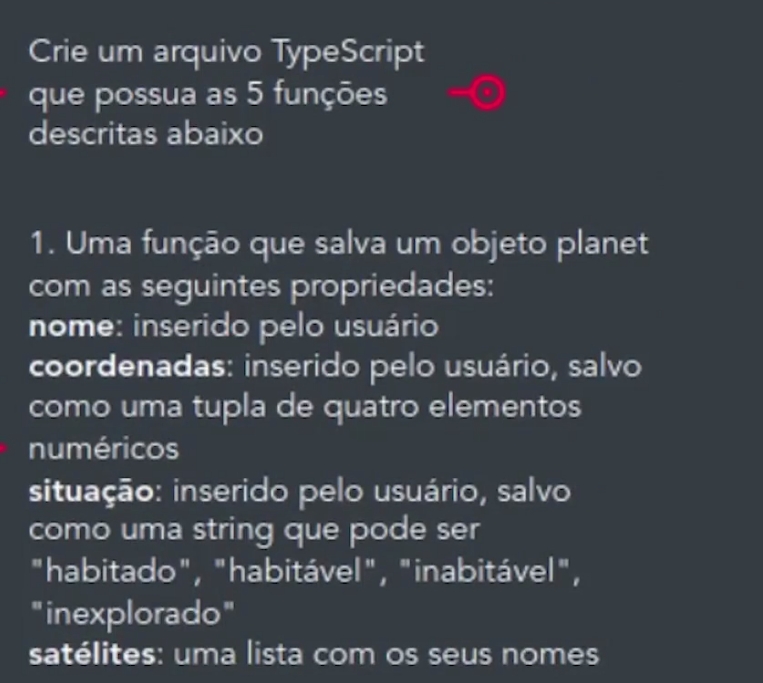 Crie um arquivo TypeScript
que possua as 5 funções
descritas abaixo
1. Uma função que salva um objeto planet
com as seguintes propriedades:
nome: inserido pelo usuário
coordenadas: inserido pelo usuário, salvo
como uma tupla de quatro elementos
numéricos
situação: inserido pelo usuário, salvo
como uma string que pode ser
"habitado", "habitável", "inabitável",
"inexplorado"
satélites: uma lista com os seus nomes